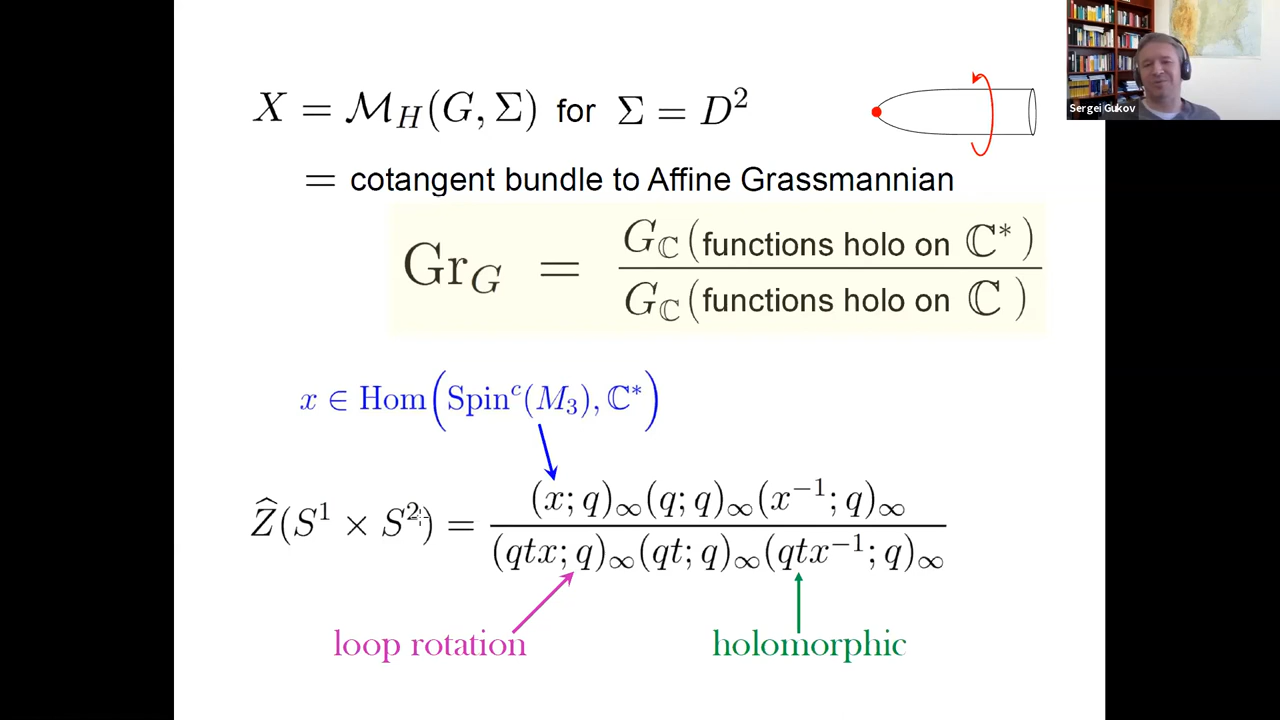 X = ℳ_H(G, Σ) for Σ = D²
= cotangent bundle to Affine Grassmannian
Gr_G = G_ℂ(functions holo on ℂ*) / G_ℂ(functions holo on ℂ)
x ∈ Hom(Spin^c(M₃), ℂ*)
Ẑ(S¹ × S²) = (x; q)_∞(q; q)_∞(x⁻¹; q)_∞ / (qtx; q)_∞(qt; q)_∞(qtx⁻¹; q)_∞
loop rotation
holomorphic
Sergei Gukov